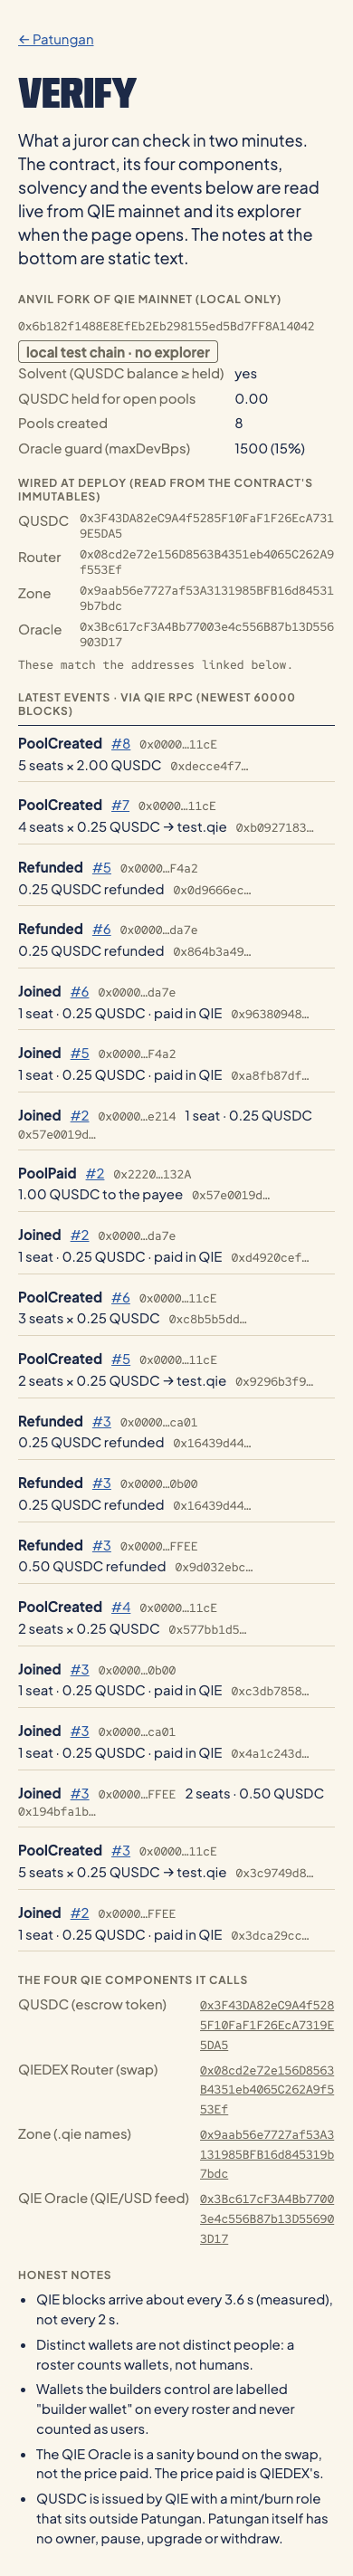 ← Patungan
VERIFY
What a juror can check in two minutes.
The contract, its four components,
solvency and the events below are read
live from QIE mainnet and its explorer
when the page opens. The notes at the
bottom are static text.
ANVIL FORK OF QIE MAINNET (LOCAL ONLY)
0x6b182f1488E8EfEb2Eb298155ed5Bd7FF8A14042
local test chain · no explorer
Solvent (QUSDC balance ≥ held) yes
QUSDC held for open pools 0.00
Pools created 8
Oracle guard (maxDevBps) 1500 (15%)
WIRED AT DEPLOY (READ FROM THE CONTRACT'S
IMMUTABLES)
QUSDC 0x3F43DA82eC9A4f5285F10FaF1F26EcA731
9E5DA5
Router 0x08cd2e72e156D8563B4351eb4065C262A9
f553Ef
Zone 0x9aab56e7727af53A3131985BFB16d84531
9b7bdc
Oracle 0x3Bc617cF3A4Bb77003e4c556B87b13D556
903D17
These match the addresses linked below.
LATEST EVENTS · VIA QIE RPC (NEWEST 60000
BLOCKS)
PoolCreated #8 0x0000…11cE
5 seats × 2.00 QUSDC 0xdecce4f7…
PoolCreated #7 0x0000…11cE
4 seats × 0.25 QUSDC → test.qie 0xb0927183…
Refunded #5 0x0000…F4a2
0.25 QUSDC refunded 0x0d9666ec…
Refunded #6 0x0000…da7e
0.25 QUSDC refunded 0x864b3a49…
Joined #6 0x0000…da7e
1 seat · 0.25 QUSDC · paid in QIE 0x96380948…
Joined #5 0x0000…F4a2
1 seat · 0.25 QUSDC · paid in QIE 0xa8fb87df…
Joined #2 0x0000…e214 1 seat · 0.25 QUSDC
0x57e0019d…
PoolPaid #2 0x2220…132A
1.00 QUSDC to the payee 0x57e0019d…
Joined #2 0x0000…da7e
1 seat · 0.25 QUSDC · paid in QIE 0xd4920cef…
PoolCreated #6 0x0000…11cE
3 seats × 0.25 QUSDC 0xc8b5b5dd…
PoolCreated #5 0x0000…11cE
2 seats × 0.25 QUSDC → test.qie 0x9296b3f9…
Refunded #3 0x0000…ca01
0.25 QUSDC refunded 0x16439d44…
Refunded #3 0x0000…0b00
0.25 QUSDC refunded 0x16439d44…
Refunded #3 0x0000…FFEE
0.50 QUSDC refunded 0x9d032ebc…
PoolCreated #4 0x0000…11cE
2 seats × 0.25 QUSDC 0x577bb1d5…
Joined #3 0x0000…0b00
1 seat · 0.25 QUSDC · paid in QIE 0xc3db7858…
Joined #3 0x0000…ca01
1 seat · 0.25 QUSDC · paid in QIE 0x4a1c243d…
Joined #3 0x0000…FFEE 2 seats · 0.50 QUSDC
0x194bfa1b…
PoolCreated #3 0x0000…11cE
5 seats × 0.25 QUSDC → test.qie 0x3c9749d8…
Joined #2 0x0000…FFEE
1 seat · 0.25 QUSDC · paid in QIE 0x3dca29cc…
THE FOUR QIE COMPONENTS IT CALLS
QUSDC (escrow token) 0x3F43DA82eC9A4f528
5F10FaF1F26EcA7319E
5DA5
QIEDEX Router (swap) 0x08cd2e72e156D8563
B4351eb4065C262A9f5
53Ef
Zone (.qie names) 0x9aab56e7727af53A3
131985BFB16d845319b
7bdc
QIE Oracle (QIE/USD feed) 0x3Bc617cF3A4Bb7700
3e4c556B87b13D55690
3D17
HONEST NOTES
• QIE blocks arrive about every 3.6 s (measured),
not every 2 s.
• Distinct wallets are not distinct people: a
roster counts wallets, not humans.
• Wallets the builders control are labelled
"builder wallet" on every roster and never
counted as users.
• The QIE Oracle is a sanity bound on the swap,
not the price paid. The price paid is QIEDEX's.
• QUSDC is issued by QIE with a mint/burn role
that sits outside Patungan. Patungan itself has
no owner, pause, upgrade or withdraw.